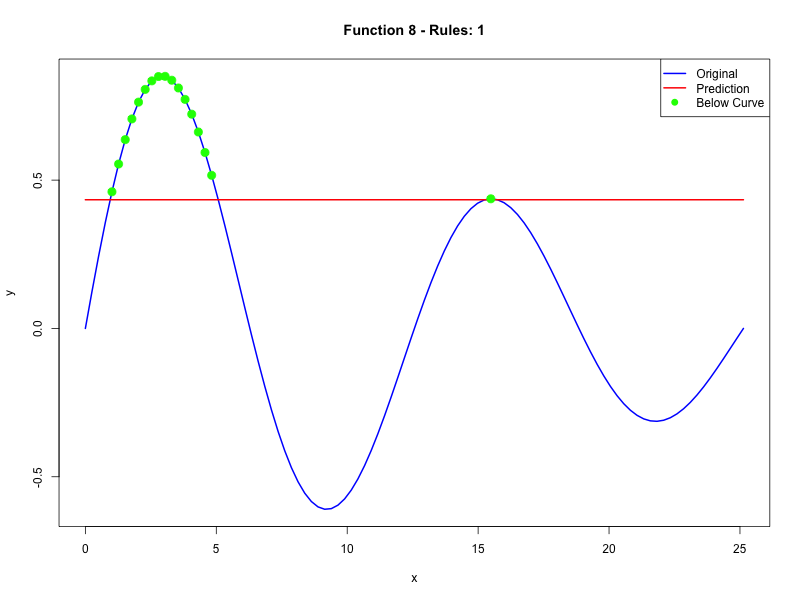 Function 8 - Rules: 1
Original
Prediction
Below Curve
0.5
0.0
-0.5
y
0 5 10 15 20 25
x